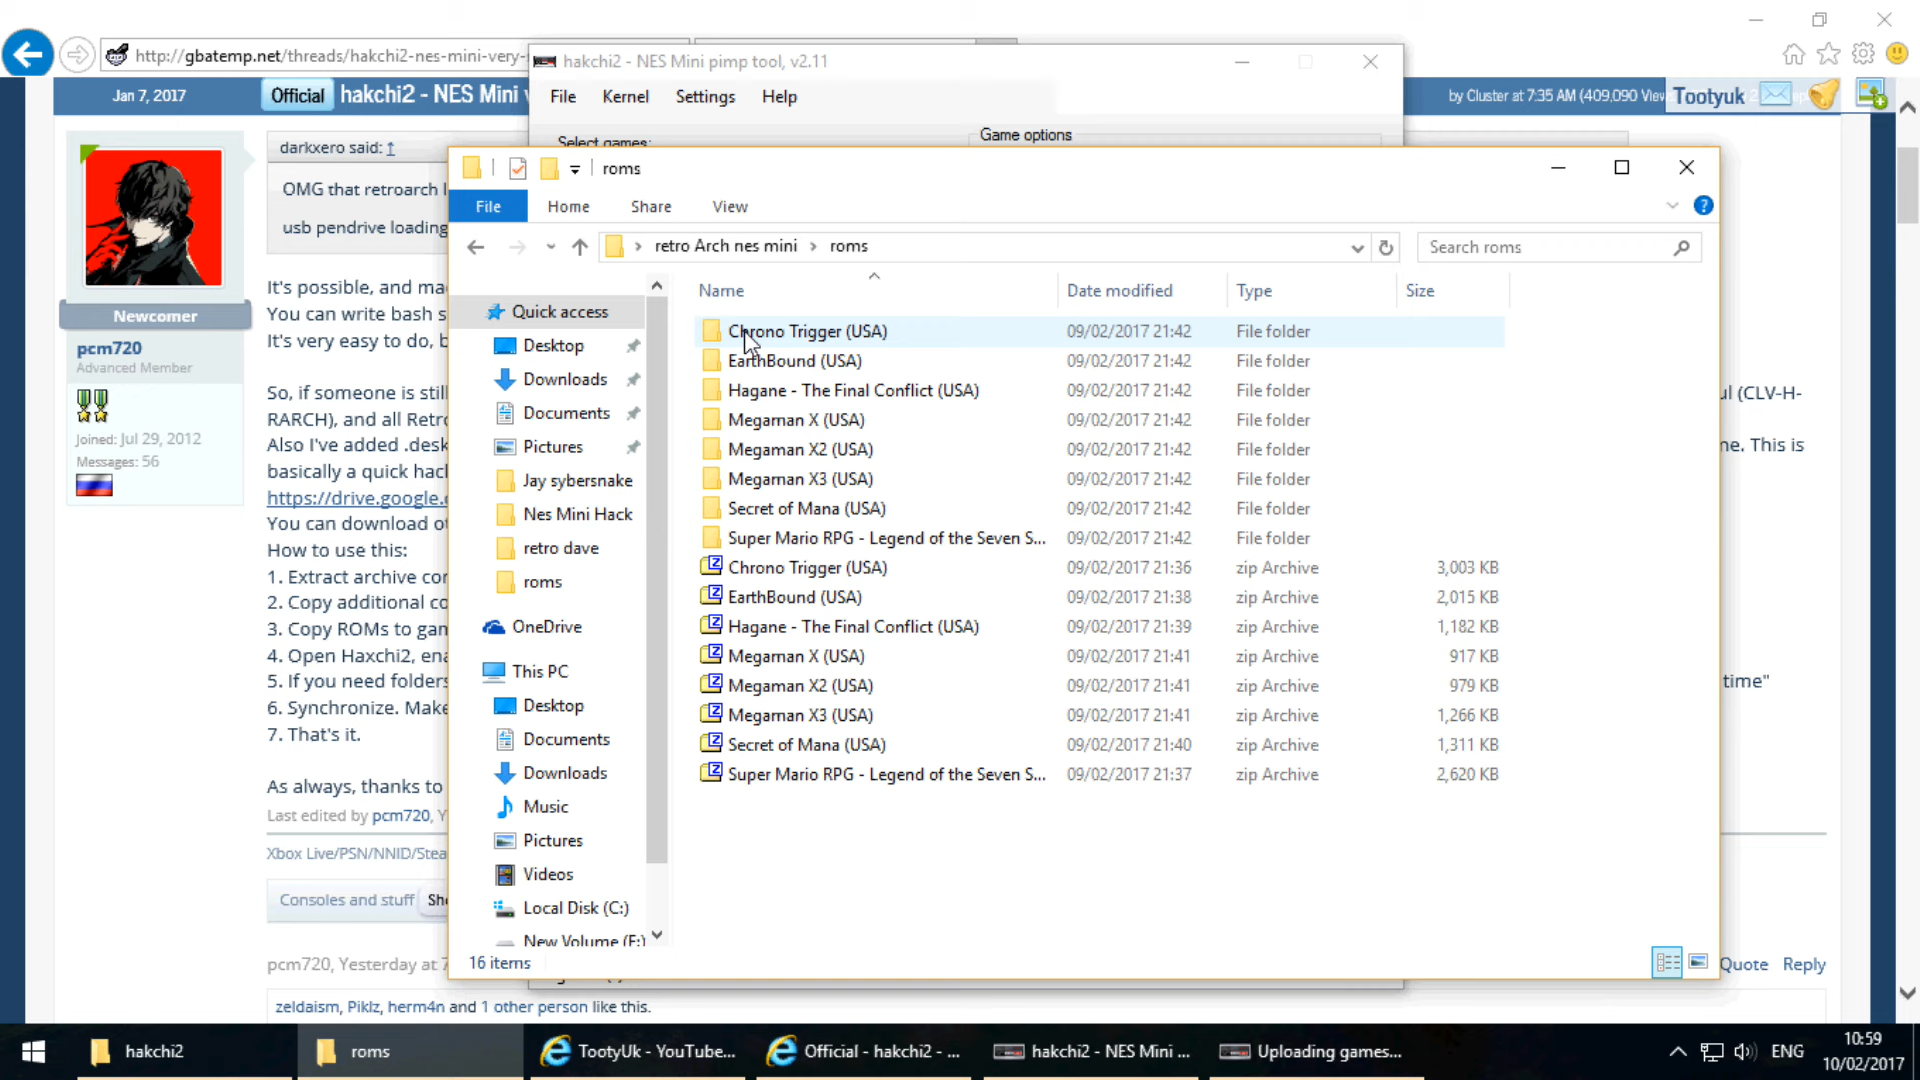 http://gbatemp.net/threads/hakchi2-nes-mini-very-
hakchi2 - NES Mini pimp tool, v2.11
Jan 7, 2017
Official
hakchi2 - NES Mini
File Kernel Settings Help
by Cluster at 7:35 AM (409,090
Tootyuk
Select games:
Game options
darkxero said: ↑
OMG that retroarch
usb pendrive loading
Newcomer
pcm720
Advanced Member
Joined: Jul 29, 2012
Messages: 56
It's possible, and
You can write bash
It's very easy to do,
So, if someone is still
(CLV-H-
RARCH), and all
Also I've added
This is
basically a quick
https://drive.google.
You can download
How to use this:
1. Extract archive
2. Copy additional
3. Copy ROMs to
4. Open Haxchi2,
5. If you need folders
time"
6. Synchronize. Make
7. That's it.
As always, thanks to
Last edited by pcm720,
Xbox Live/PSN/NNID/
Consoles and stuff
pcm720, Yesterday at
Quote Reply
zeldaism, Piklz, herm4n and 1 other person like this.
roms
File Home Share View
retro Arch nes mini > roms
Search roms
Name Date modified Type Size
Quick access
Desktop
Downloads
Documents
Pictures
Jay sybersnake
Nes Mini Hack
retro dave
roms
OneDrive
This PC
Desktop
Documents
Downloads
Music
Pictures
Videos
Local Disk (C:)
New Volume (F:)
Chrono Trigger (USA) 09/02/2017 21:42 File folder
EarthBound (USA) 09/02/2017 21:42 File folder
Hagane - The Final Conflict (USA) 09/02/2017 21:42 File folder
Megaman X (USA) 09/02/2017 21:42 File folder
Megaman X2 (USA) 09/02/2017 21:42 File folder
Megaman X3 (USA) 09/02/2017 21:42 File folder
Secret of Mana (USA) 09/02/2017 21:42 File folder
Super Mario RPG - Legend of the Seven S... 09/02/2017 21:42 File folder
Chrono Trigger (USA) 09/02/2017 21:36 zip Archive 3,003 KB
EarthBound (USA) 09/02/2017 21:38 zip Archive 2,015 KB
Hagane - The Final Conflict (USA) 09/02/2017 21:39 zip Archive 1,182 KB
Megaman X (USA) 09/02/2017 21:41 zip Archive 917 KB
Megaman X2 (USA) 09/02/2017 21:41 zip Archive 979 KB
Megaman X3 (USA) 09/02/2017 21:41 zip Archive 1,266 KB
Secret of Mana (USA) 09/02/2017 21:40 zip Archive 1,311 KB
Super Mario RPG - Legend of the Seven S... 09/02/2017 21:37 zip Archive 2,620 KB
16 items
hakchi2
roms
TootyUk - YouTube...
Official - hakchi2 - ...
hakchi2 - NES Mini ...
Uploading games...
ENG
10:59
10/02/2017